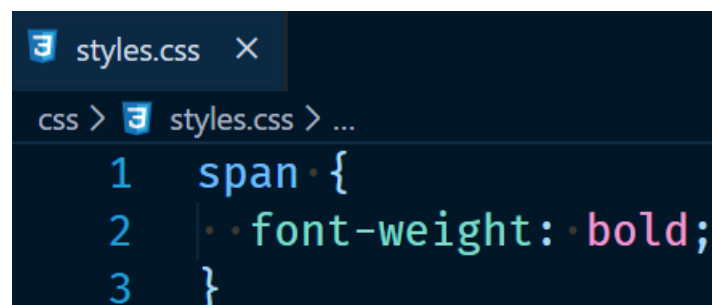 styles.css ×
css > styles.css > ...
1 span {
2 font-weight: bold;
3 }